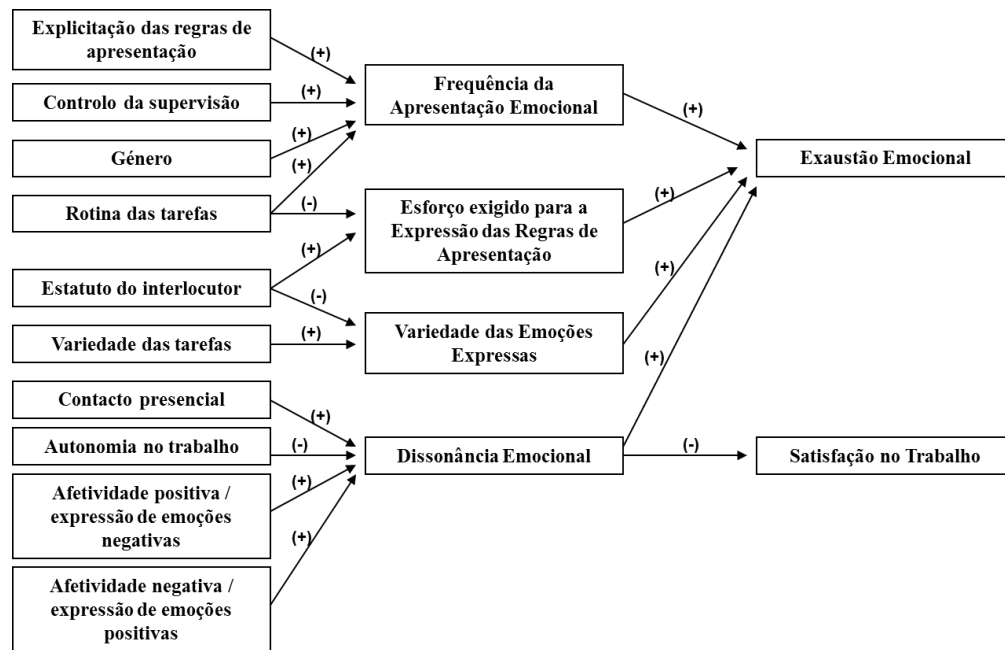 Explicitação das regras de
apresentação
Controlo da supervisão
Género
Rotina das tarefas
Estatuto do interlocutor
Variedade das tarefas
Contacto presencial
Autonomia no trabalho
Afetividade positiva /
expressão de emoções
negativas
Afetividade negativa /
expressão de emoções
positivas
(+)
(+)
(+)
(+)
(-)
(+)
(-)
(+)
(+)
(-)
(+)
(+)
Frequência da
Apresentação Emocional
Esforço exigido para a
Expressão das Regras de
Apresentação
Variedade das Emoções
Expressas
Dissonância Emocional
(+)
(+)
(+)
(+)
(-)
Exaustão Emocional
Satisfação no Trabalho